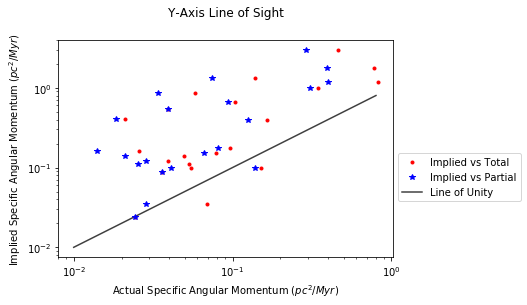 Y-Axis Line of Sight
Implied Specific Angular Momentum (pc²/Myr)
10⁰
10⁻¹
10⁻²
10⁻²
10⁻¹
10⁰
Actual Specific Angular Momentum (pc²/Myr)
Implied vs Total
Implied vs Partial
Line of Unity